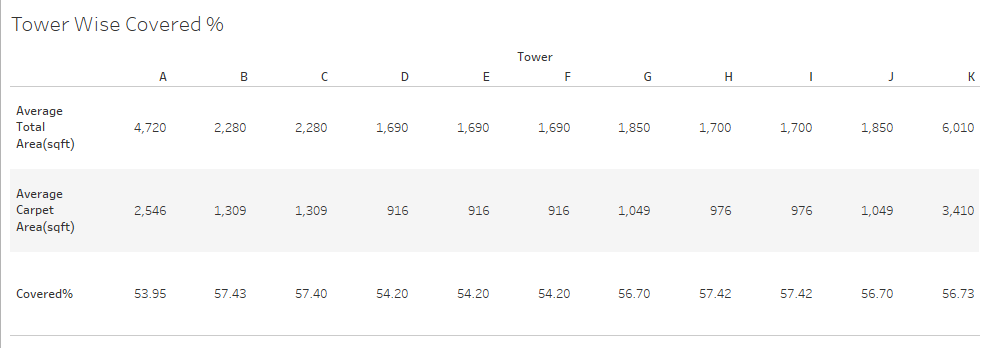 Tower Wise Covered %
Tower
A B C D E F G H I J K
Average
Total
Area(sqft)
4,720 2,280 2,280 1,690 1,690 1,690 1,850 1,700 1,700 1,850 6,010
Average
Carpet
Area(sqft)
2,546 1,309 1,309 916 916 916 1,049 976 976 1,049 3,410
Covered% 53.95 57.43 57.40 54.20 54.20 54.20 56.70 57.42 57.42 56.70 56.73